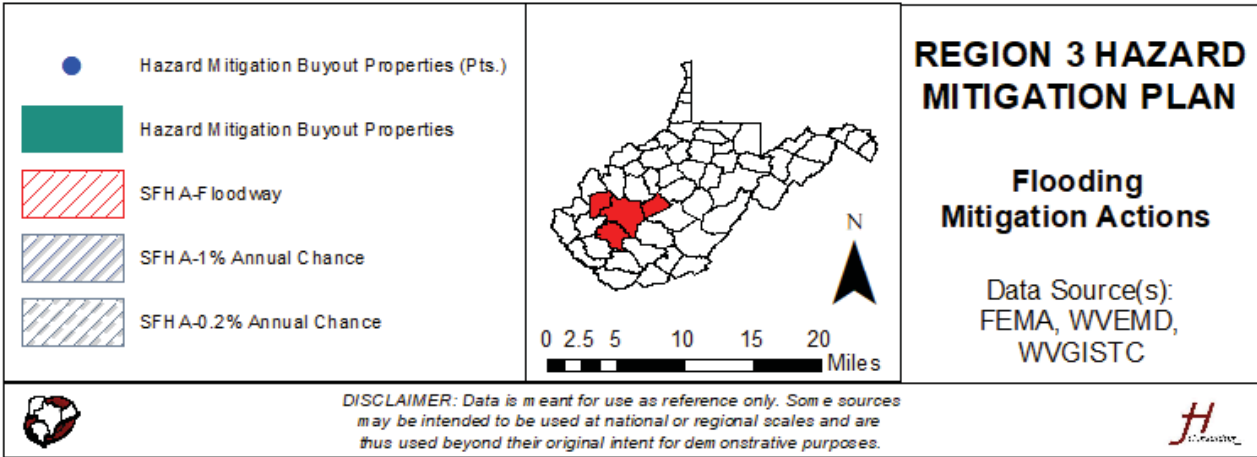 Hazard Mitigation Buyout Properties (Pts.)
Hazard Mitigation Buyout Properties
SFHA-Floodway
SFHA-1% Annual Chance
SFHA-0.2% Annual Chance
N
0 2.5 5 10 15 20
Miles
REGION 3 HAZARD
MITIGATION PLAN
Flooding
Mitigation Actions
Data Source(s):
FEMA, WVEMD,
WVGISTC
DISCLAIMER: Data is meant for use as reference only. Some sources
may be intended to be used at national or regional scales and are
thus used beyond their original intent for demonstrative purposes.
JH